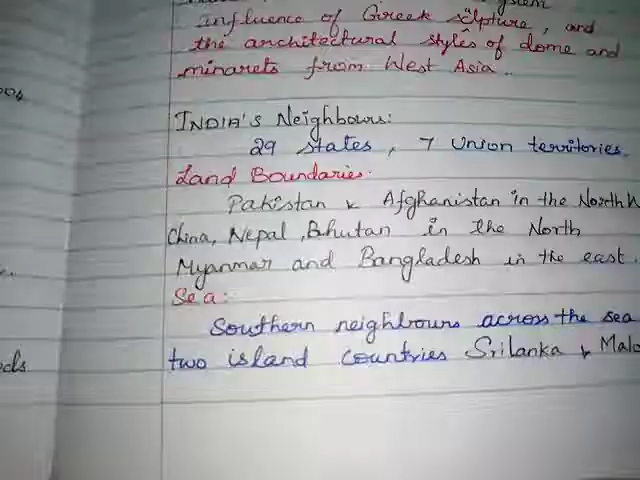 influence of Greek sclpture, and
the architectural styles of dome and
minarets from West Asia.
INDIA'S Neighbours:
29 states, 7 Union territories.
Land Boundaries.
Pakistan & Afghanistan in the North
China, Nepal, Bhutan in the North
Myanmar and Bangladesh in the east.
Sea:
Southern neighbours across the sea
two island countries Srilanka &